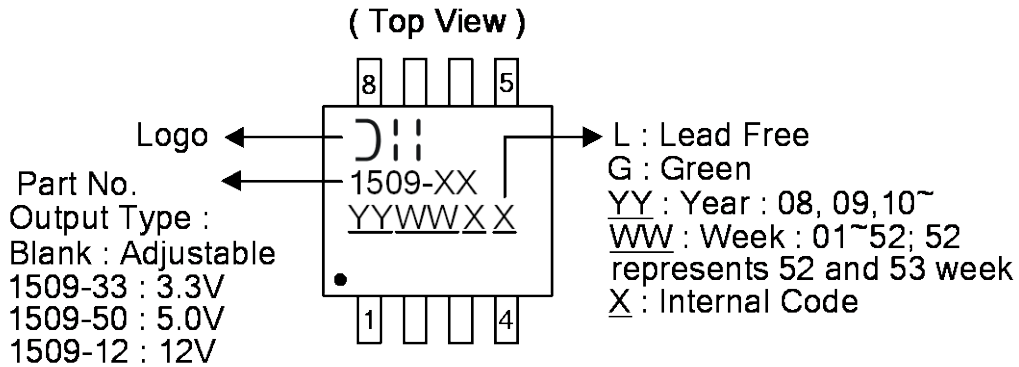 ( Top View )
8 5
Logo
1509-XX
YYWWX X
1 4
Part No.
Output Type :
Blank : Adjustable
1509-33 : 3.3V
1509-50 : 5.0V
1509-12 : 12V
L : Lead Free
G : Green
YY : Year : 08, 09,10~
WW : Week : 01~52; 52
represents 52 and 53 week
X : Internal Code